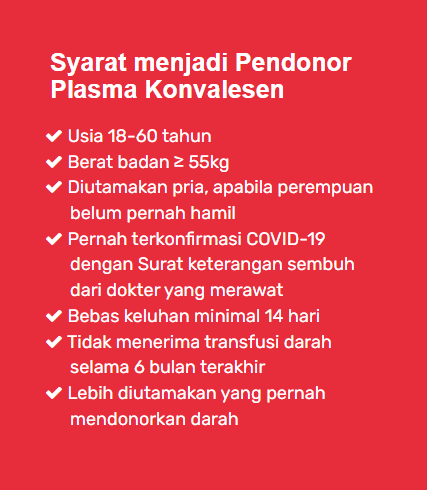 Syarat menjadi Pendonor
Plasma Konvalesen
✔ Usia 18-60 tahun
✔ Berat badan ≥ 55kg
✔ Diutamakan pria, apabila perempuan
belum pernah hamil
✔ Pernah terkonfirmasi COVID-19
dengan Surat keterangan sembuh
dari dokter yang merawat
✔ Bebas keluhan minimal 14 hari
✔ Tidak menerima transfusi darah
selama 6 bulan terakhir
✔ Lebih diutamakan yang pernah
mendonorkan darah